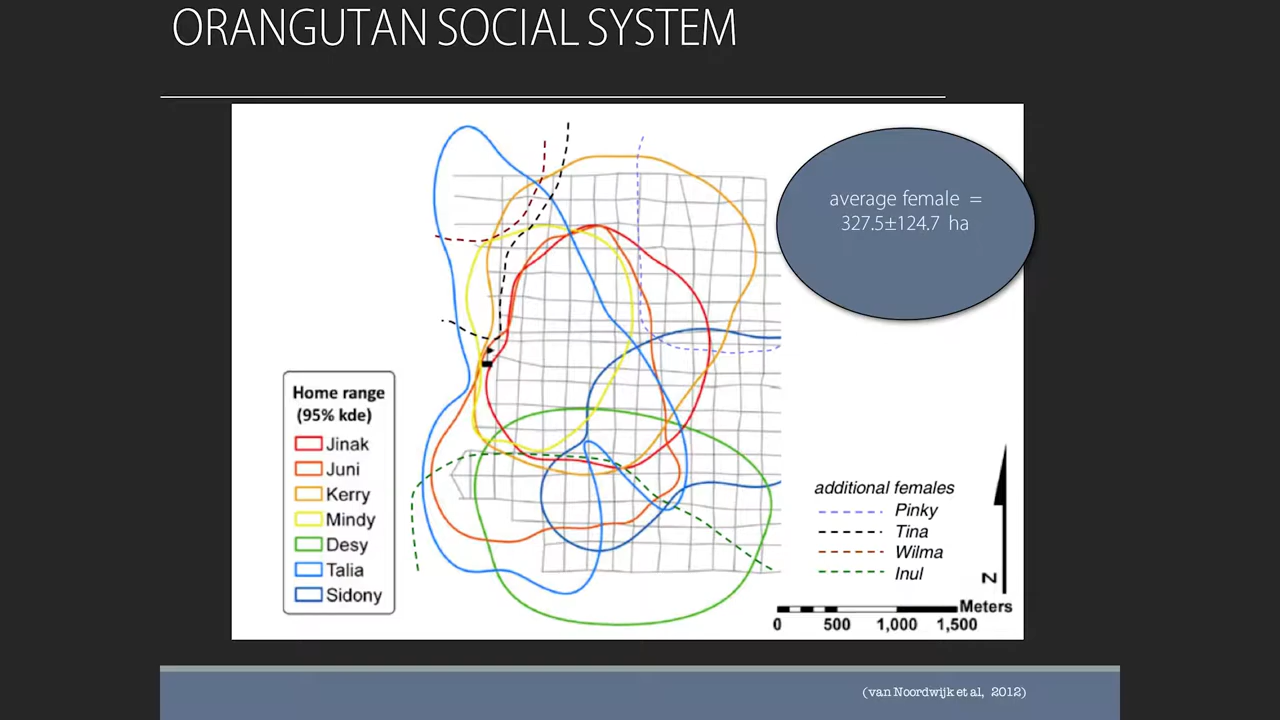 ORANGUTAN SOCIAL SYSTEM
average female =
327.5±124.7 ha
Home range
(95% kde)
Jinak
Juni
Kerry
Mindy
Desy
Talia
Sidony
additional females
Pinky
Tina
Wilma
Inul
N
Meters
0 500 1,000 1,500
(van Noordwijk et al, 2012)